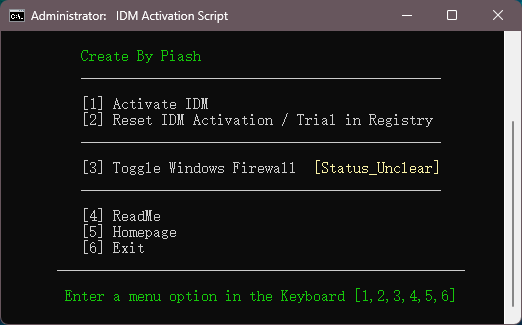 Administrator: IDM Activation Script
Create By Piash
[1] Activate IDM
[2] Reset IDM Activation / Trial in Registry
[3] Toggle Windows Firewall [Status_Unclear]
[4] ReadMe
[5] Homepage
[6] Exit
Enter a menu option in the Keyboard [1,2,3,4,5,6]